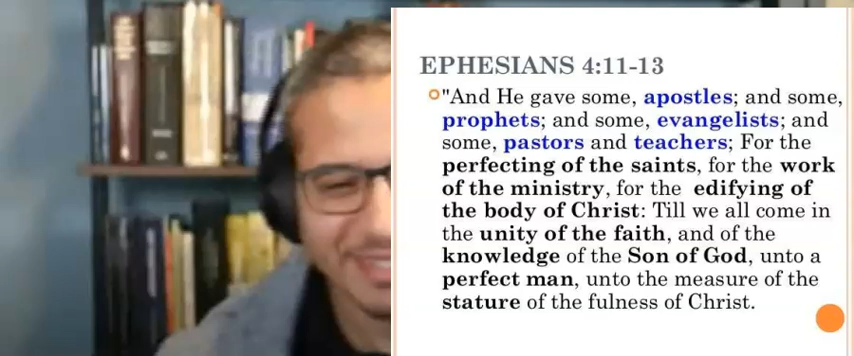 EPHESIANS 4:11-13
"And He gave some, apostles; and some,
prophets; and some, evangelists; and
some, pastors and teachers; For the
perfecting of the saints, for the work
of the ministry, for the edifying of
the body of Christ: Till we all come in
the unity of the faith, and of the
knowledge of the Son of God, unto a
perfect man, unto the measure of the
stature of the fulness of Christ.